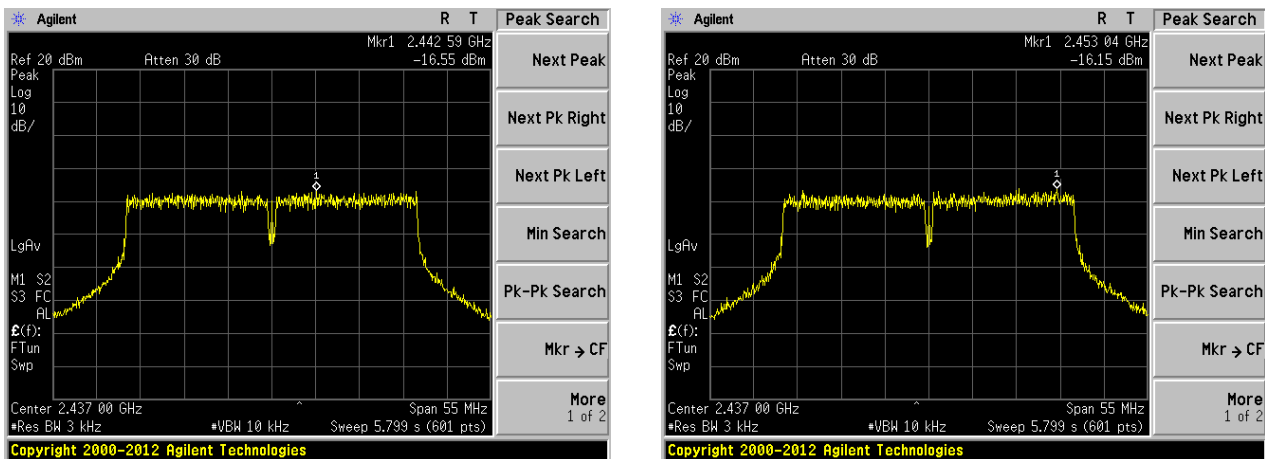 Agilent R T Peak Search
Mkr1 2.442 59 GHz
Ref 20 dBm Atten 30 dB -16.55 dBm
Peak
Log
10
dB/
1
LgAv
M1 S2
S3 FC
AL
£(f):
FTun
Swp
Center 2.437 00 GHz ^ Span 55 MHz
#Res BW 3 kHz #VBW 10 kHz Sweep 5.799 s (601 pts)
Copyright 2000-2012 Agilent Technologies
Next Peak
Next Pk Right
Next Pk Left
Min Search
Pk-Pk Search
Mkr → CF
More
1 of 2
Agilent R T Peak Search
Mkr1 2.453 04 GHz
Ref 20 dBm Atten 30 dB -16.15 dBm
Peak
Log
10
dB/
1
LgAv
M1 S2
S3 FC
AL
£(f):
FTun
Swp
Center 2.437 00 GHz ^ Span 55 MHz
#Res BW 3 kHz #VBW 10 kHz Sweep 5.799 s (601 pts)
Copyright 2000-2012 Agilent Technologies
Next Peak
Next Pk Right
Next Pk Left
Min Search
Pk-Pk Search
Mkr → CF
More
1 of 2